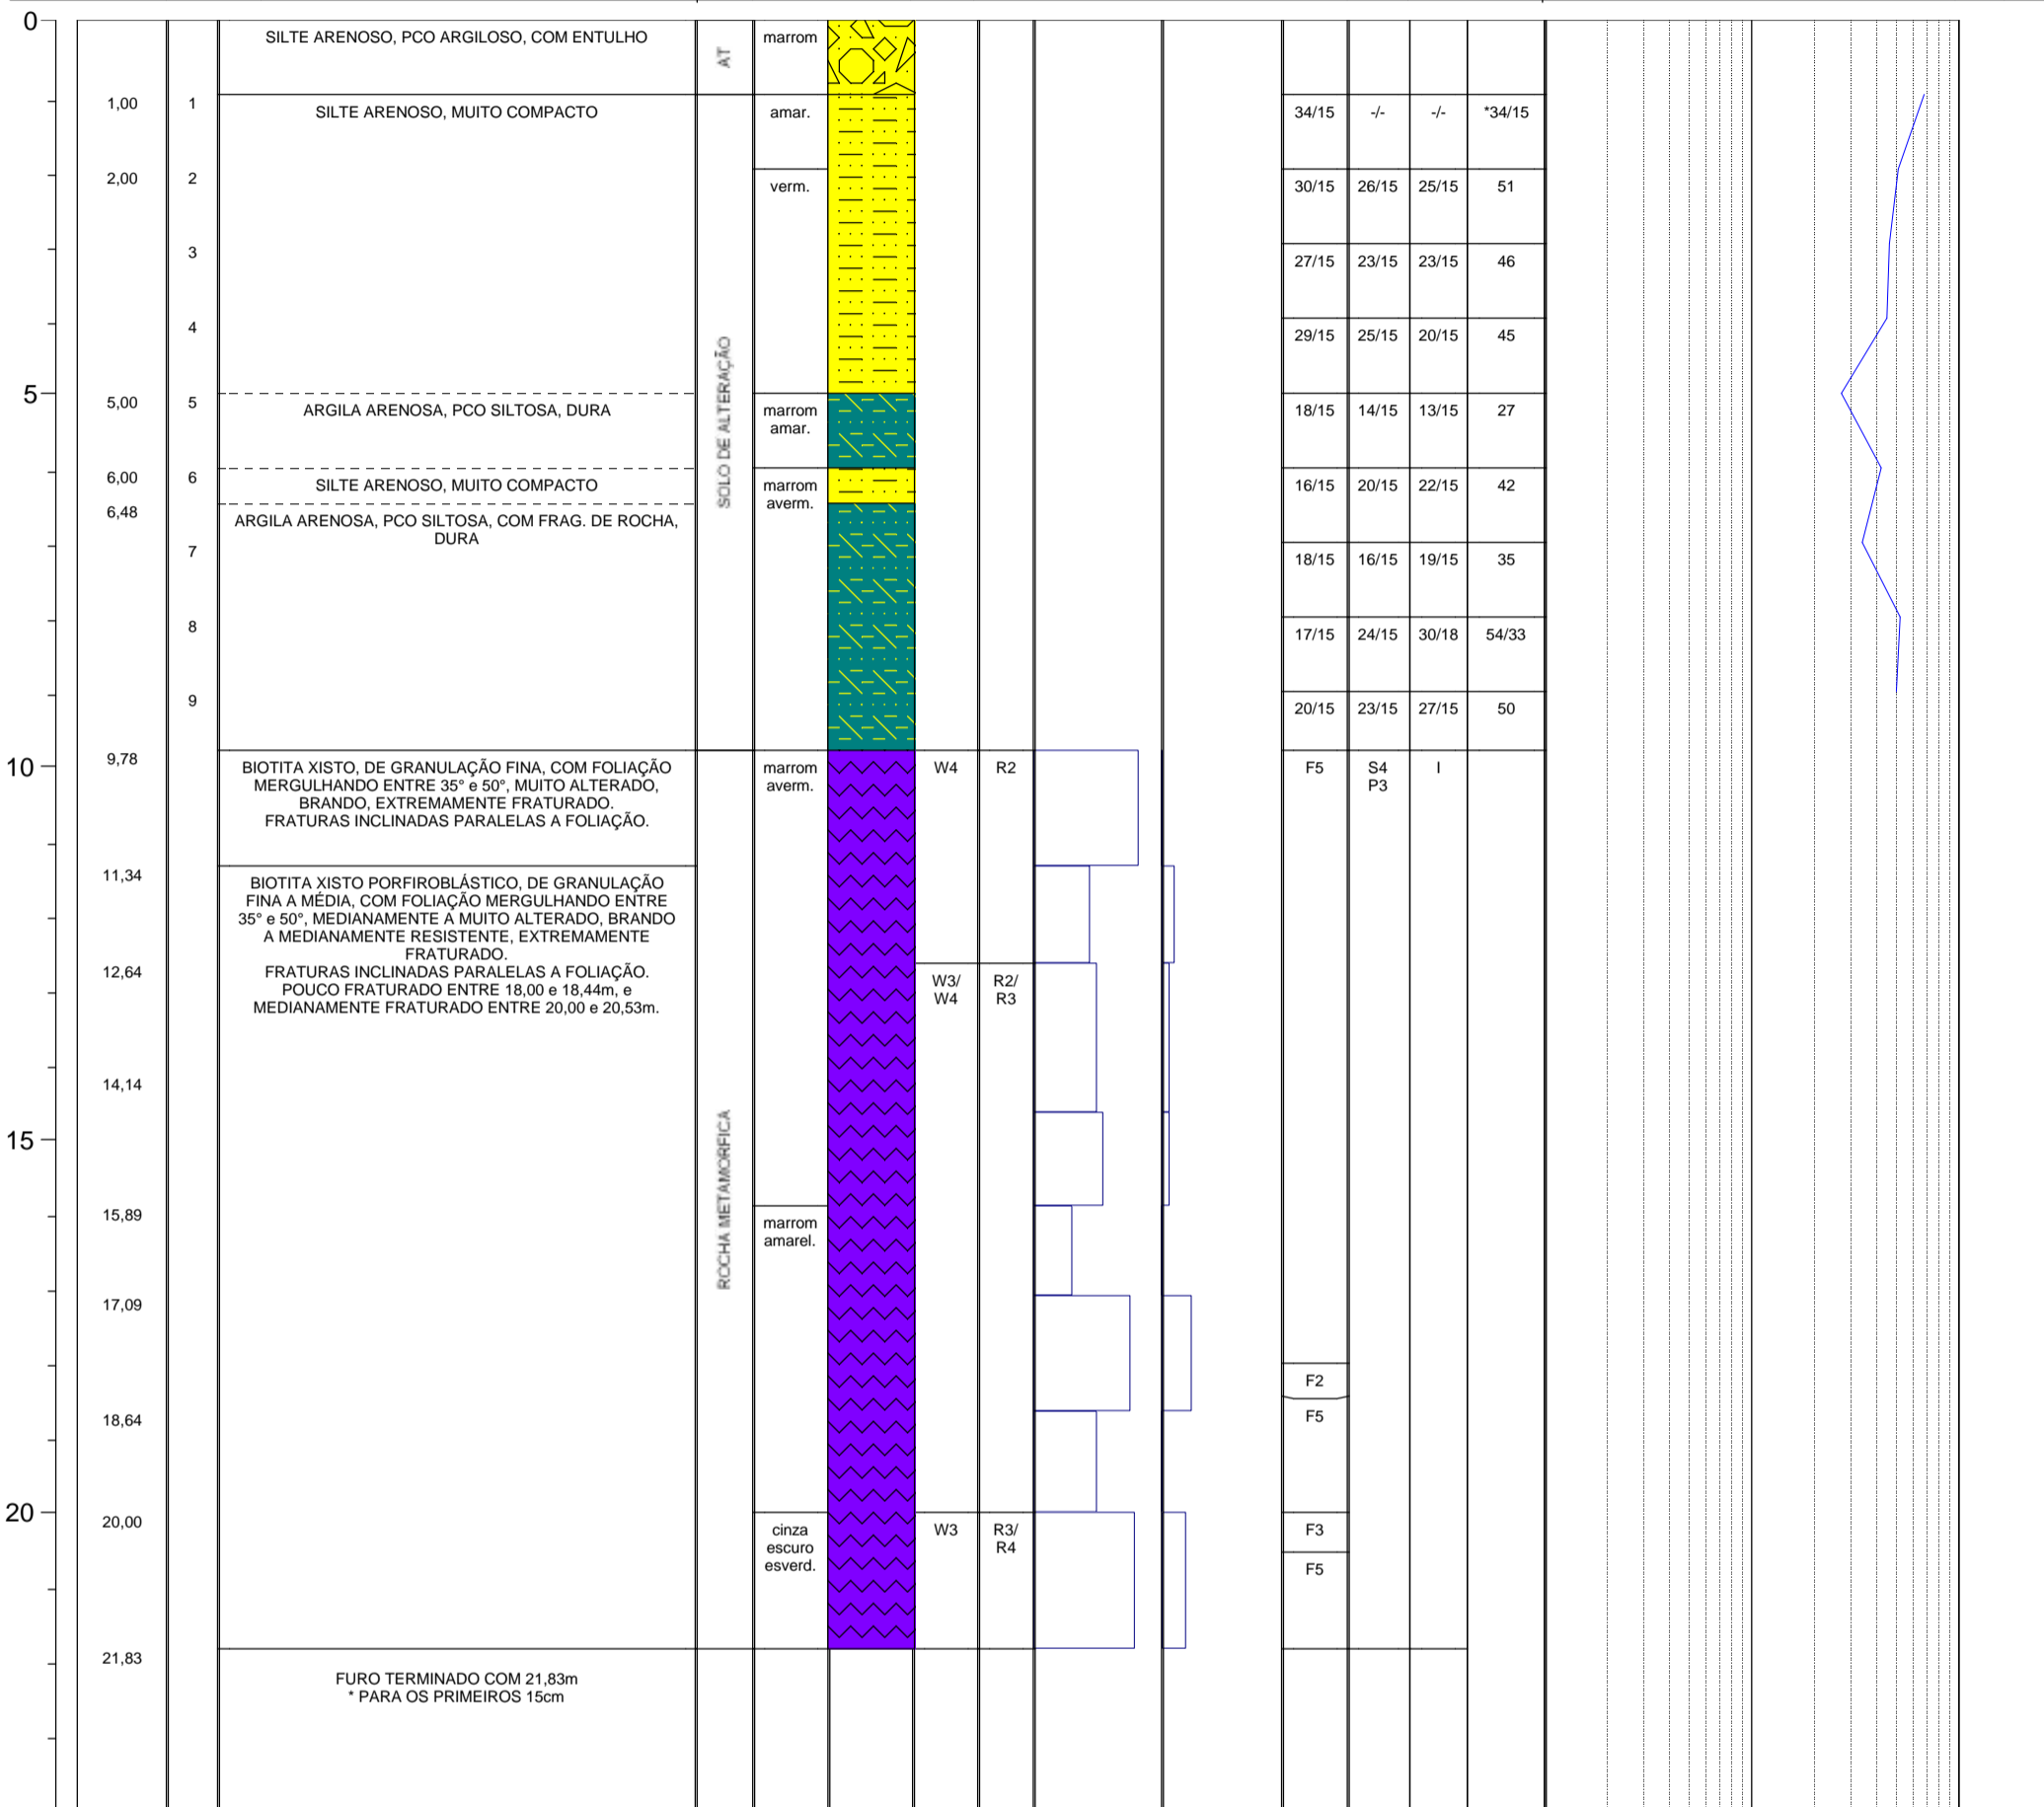 0
SILTE ARENOSO, PCO ARGILOSO, COM ENTULHO
AT
marrom
1,00 1
SILTE ARENOSO, MUITO COMPACTO
amar.
34/15 -/- -/- *34/15
2,00 2
verm.
30/15 26/15 25/15 51
3
27/15 23/15 23/15 46
4
29/15 25/15 20/15 45
SOLO DE ALTERAÇÃO
5
5,00 5
ARGILA ARENOSA, PCO SILTOSA, DURA
marrom
amar.
18/15 14/15 13/15 27
6,00 6
SILTE ARENOSO, MUITO COMPACTO
marrom
averm.
16/15 20/15 22/15 42
6,48
ARGILA ARENOSA, PCO SILTOSA, COM FRAG. DE ROCHA,
DURA
7
18/15 16/15 19/15 35
8
17/15 24/15 30/18 54/33
9
20/15 23/15 27/15 50
10
9,78
BIOTITA XISTO, DE GRANULAÇÃO FINA, COM FOLIAÇÃO
MERGULHANDO ENTRE 35° e 50°, MUITO ALTERADO,
BRANDO, EXTREMAMENTE FRATURADO.
FRATURAS INCLINADAS PARALELAS A FOLIAÇÃO.
marrom
averm.
W4 R2
F5 S4 I
P3
11,34
BIOTITA XISTO PORFIROBLÁSTICO, DE GRANULAÇÃO
FINA A MÉDIA, COM FOLIAÇÃO MERGULHANDO ENTRE
35° e 50°, MEDIANAMENTE A MUITO ALTERADO, BRANDO
A MEDIANAMENTE RESISTENTE, EXTREMAMENTE
FRATURADO.
FRATURAS INCLINADAS PARALELAS A FOLIAÇÃO.
POUCO FRATURADO ENTRE 18,00 e 18,44m, e
MEDIANAMENTE FRATURADO ENTRE 20,00 e 20,53m.
12,64
W3/ R2/
W4 R3
14,14
15
ROCHA METAMORFICA
15,89
marrom
amarel.
17,09
F2
18,64
F5
20
20,00
cinza
escuro
esverd.
W3 R3/
R4
F3
F5
21,83
FURO TERMINADO COM 21,83m
* PARA OS PRIMEIROS 15cm